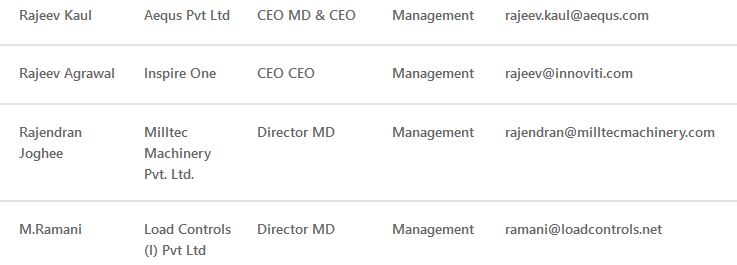 Rajeev Kaul Aequs Pvt Ltd CEO MD & CEO Management rajeev.kaul@aequs.com
Rajeev Agrawal Inspire One CEO CEO Management rajeev@innoviti.com
Rajendran Milltec Director MD Management rajendran@milltecmachinery.com
Joghee Machinery
Pvt. Ltd.
M.Ramani Load Controls Director MD Management ramani@loadcontrols.net
(I) Pvt Ltd